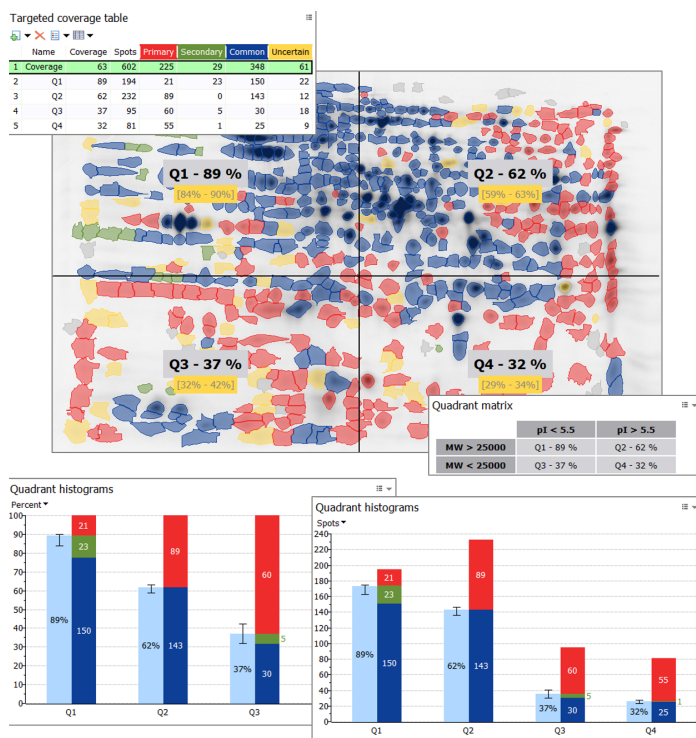 Targeted coverage table
Name Coverage Spots Primary Secondary Common Uncertain
1 Coverage 63 602 225 29 348 61
2 Q1 89 194 21 23 150 22
3 Q2 62 232 89 0 143 12
4 Q3 37 95 60 5 30 18
5 Q4 32 81 55 1 25 9
Q1 - 89 %
[84% - 90%]
Q2 - 62 %
[59% - 63%]
Q3 - 37 %
[32% - 42%]
Q4 - 32 %
[29% - 34%]
Quadrant matrix
pI < 5.5 pI > 5.5
MW > 25000 Q1 - 89 % Q2 - 62 %
MW < 25000 Q3 - 37 % Q4 - 32 %
Quadrant histograms
Percent
100
90
80
70
60
50
40
30
20
10
0
89% 150 23 21
62% 143 89
37% 30 5 60
Q1 Q2 Q3
Quadrant histograms
Spots
240
220
200
180
160
140
120
100
80
60
40
20
0
89% 150 23 21
62% 143 89
37% 30 5 60
32% 25 1 55
Q1 Q2 Q3 Q4